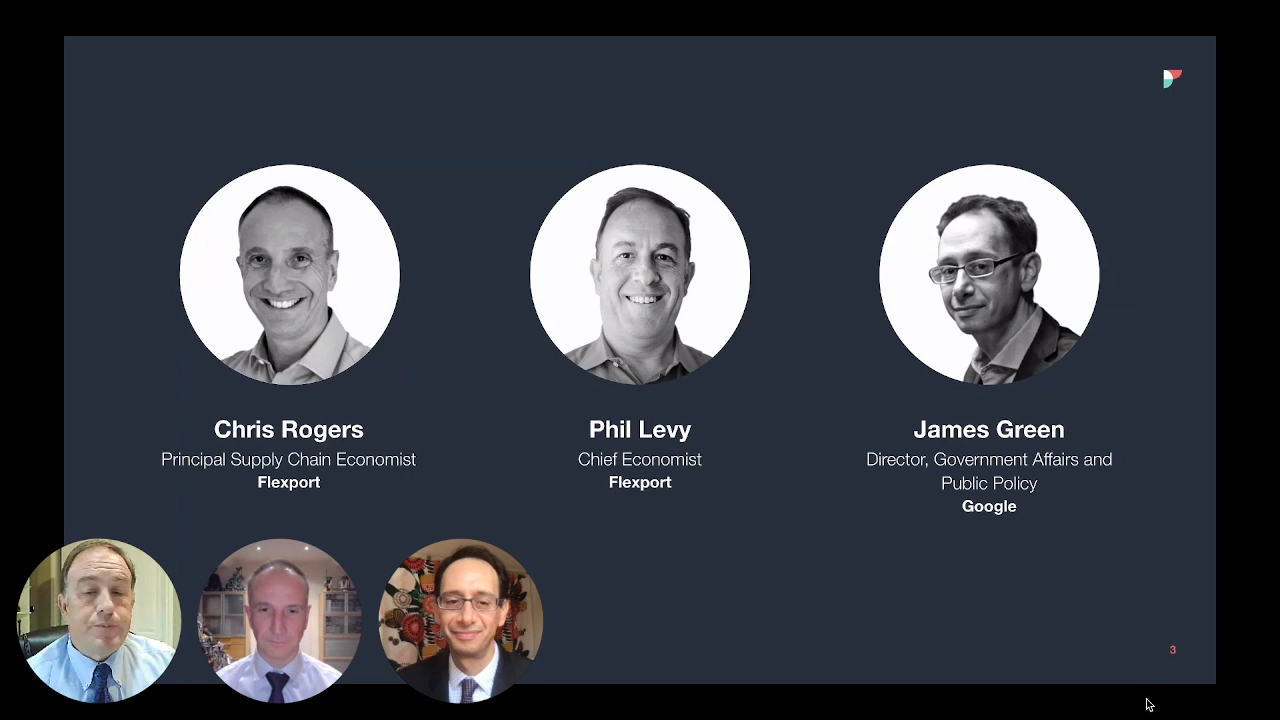 Chris Rogers
Principal Supply Chain Economist
Flexport
Phil Levy
Chief Economist
Flexport
James Green
Director, Government Affairs and
Public Policy
Google
3